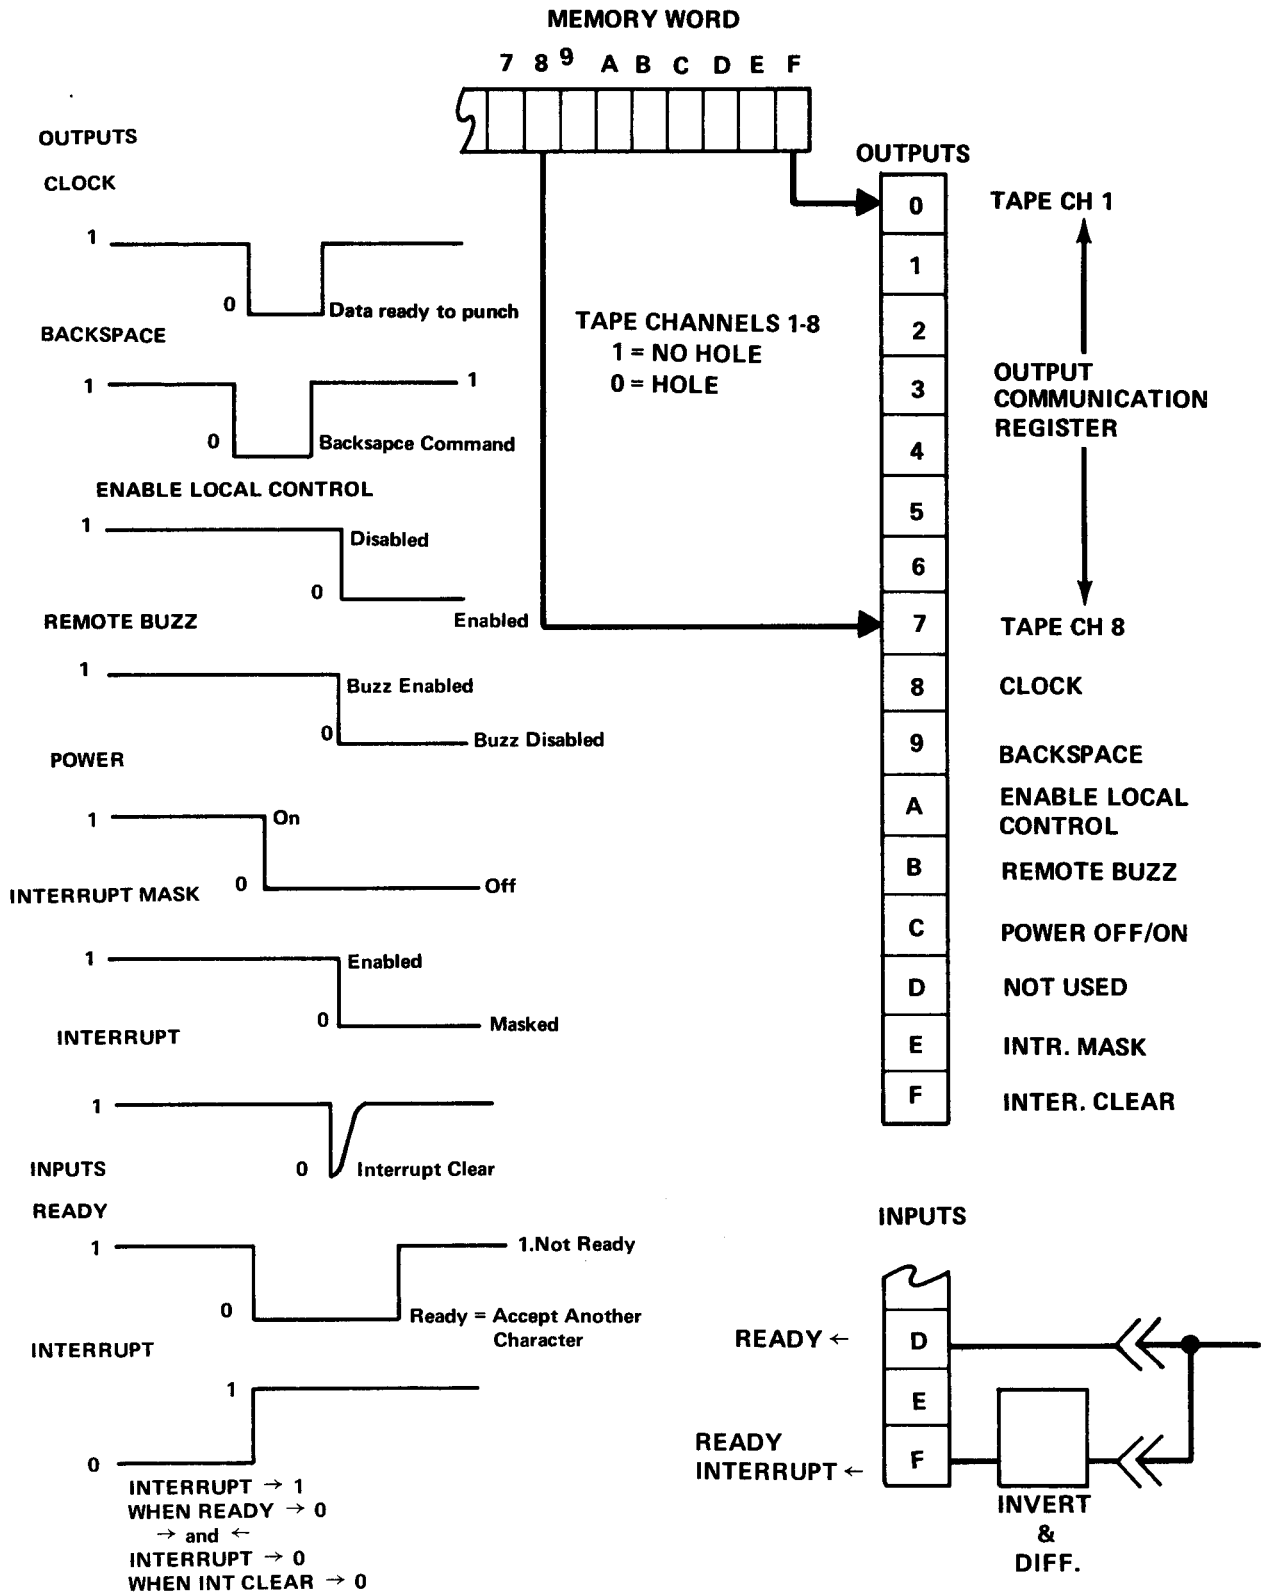 MEMORY WORD
7 8 9 A B C D E F
OUTPUTS
CLOCK
1
0
Data ready to punch
BACKSPACE
1
1
0
Backsapce Command
ENABLE LOCAL CONTROL
1
Disabled
0
Enabled
REMOTE BUZZ
1
Buzz Enabled
0
Buzz Disabled
POWER
1
On
0
Off
INTERRUPT MASK
1
Enabled
0
Masked
INTERRUPT
1
0
Interrupt Clear
INPUTS
READY
1
1.Not Ready
0
Ready = Accept Another
Character
INTERRUPT
1
0
INTERRUPT → 1
WHEN READY → 0
→ and ←
INTERRUPT → 0
WHEN INT CLEAR → 0
TAPE CHANNELS 1-8
1 = NO HOLE
0 = HOLE
OUTPUTS
0 TAPE CH 1
1
2
3
4
5
6
OUTPUT
COMMUNICATION
REGISTER
7 TAPE CH 8
8 CLOCK
9 BACKSPACE
A ENABLE LOCAL
CONTROL
B REMOTE BUZZ
C POWER OFF/ON
D NOT USED
E INTR. MASK
F INTER. CLEAR
INPUTS
READY ← D
E
READY
INTERRUPT ← F
INVERT
&
DIFF.